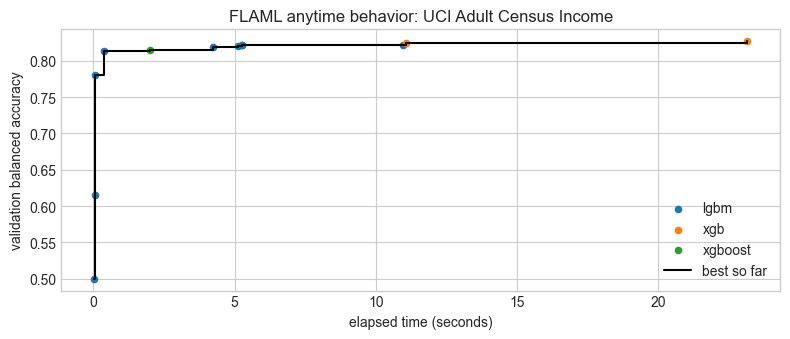 FLAML anytime behavior: UCI Adult Census Income
validation balanced accuracy
0.80
0.75
0.70
0.65
0.60
0.55
0.50
lgbm
xgb
xgboost
best so far
0
5
10
15
20
elapsed time (seconds)